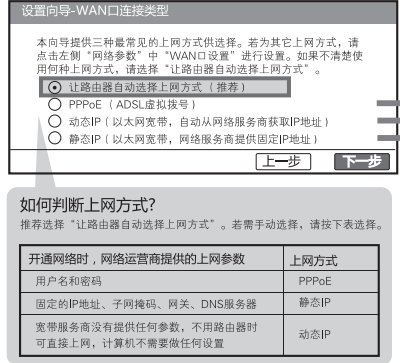 设置向导-WAN口连接类型
本向导提供三种最常见的上网方式供选择。若为其它上网方式，请
点击左侧“网络参数”中“WAN口设置”进行设置。如果不清楚使
用何种上网方式，请选择“让路由器自动选择上网方式”。
让路由器自动选择上网方式（推荐）
PPPoE（ADSL虚拟拨号）
动态IP（以太网宽带，自动从网络服务商获取IP地址）
静态IP（以太网宽带，网络服务商提供固定IP地址）
上一步 下一步
如何判断上网方式?
推荐选择“让路由器自动选择上网方式”。若需手动选择，请按下表选择。
开通网络时，网络运营商提供的上网参数 上网方式
用户名和密码 PPPoE
固定的IP地址、子网掩码、网关、DNS服务器 静态IP
宽带服务商没有提供任何参数，不用路由器时
可直接上网，计算机不需要做任何设置 动态IP